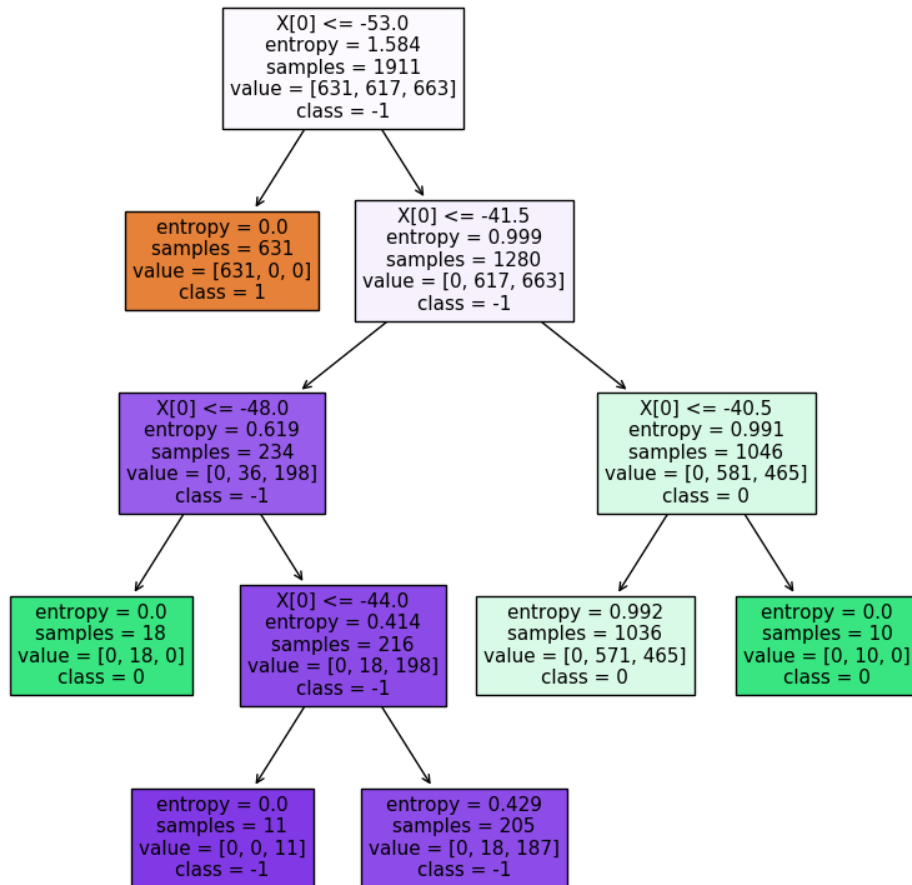 X[0] <= -53.0
entropy = 1.584
samples = 1911
value = [631, 617, 663]
class = -1
entropy = 0.0
samples = 631
value = [631, 0, 0]
class = 1
X[0] <= -41.5
entropy = 0.999
samples = 1280
value = [0, 617, 663]
class = -1
X[0] <= -48.0
entropy = 0.619
samples = 234
value = [0, 36, 198]
class = -1
X[0] <= -40.5
entropy = 0.991
samples = 1046
value = [0, 581, 465]
class = 0
entropy = 0.0
samples = 18
value = [0, 18, 0]
class = 0
X[0] <= -44.0
entropy = 0.414
samples = 216
value = [0, 18, 198]
class = -1
entropy = 0.992
samples = 1036
value = [0, 571, 465]
class = 0
entropy = 0.0
samples = 10
value = [0, 10, 0]
class = 0
entropy = 0.0
samples = 11
value = [0, 0, 11]
class = -1
entropy = 0.429
samples = 205
value = [0, 18, 187]
class = -1